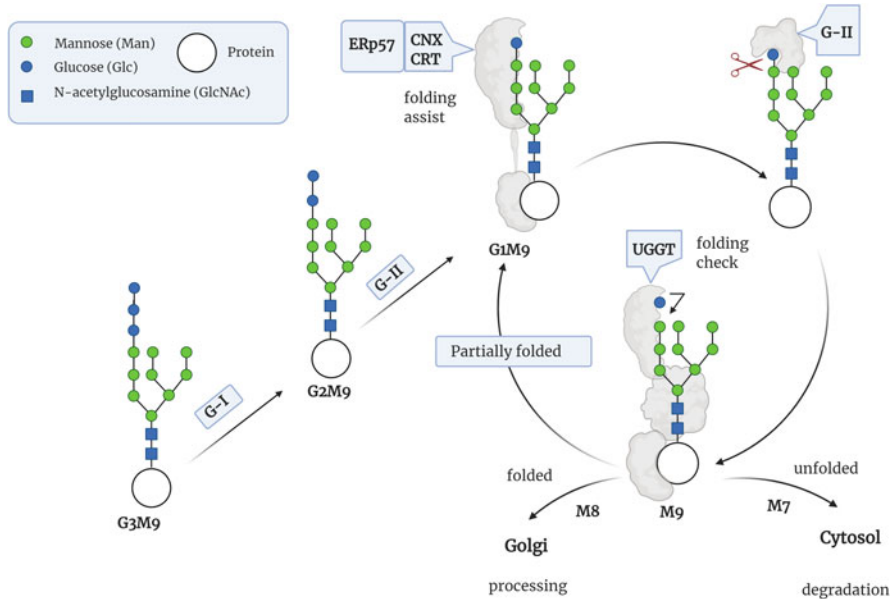 Mannose (Man)
Glucose (Glc)
N-acetylglucosamine (GlcNAc)
Protein
ERp57
CNX
CRT
folding
assist
G-II
G1M9
UGGT
folding
check
G-II
Partially folded
G2M9
G-I
G3M9
folded
unfolded
M8
M9
M7
Golgi
Cytosol
processing
degradation